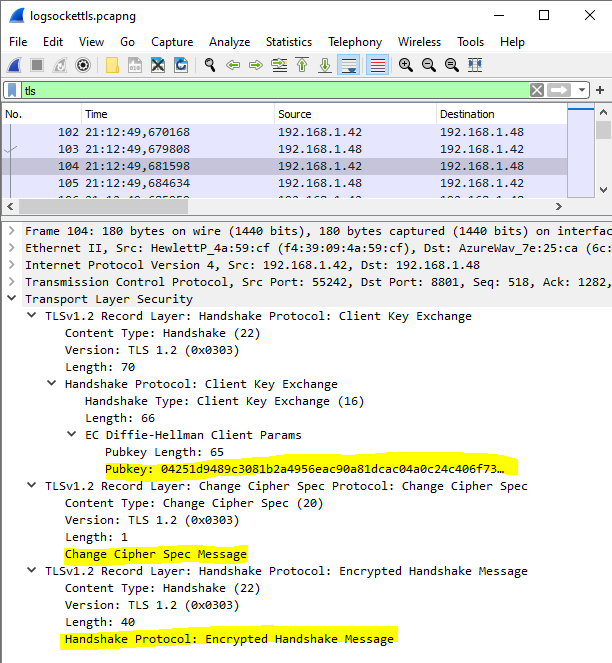 logsockettls.pcapng
File Edit View Go Capture Analyze Statistics Telephony Wireless Tools Help
tls
No. Time Source Destination
102 21:12:49,670168 192.168.1.42 192.168.1.48
103 21:12:49,679808 192.168.1.48 192.168.1.42
104 21:12:49,681598 192.168.1.42 192.168.1.48
105 21:12:49,684634 192.168.1.48 192.168.1.42
Frame 104: 180 bytes on wire (1440 bits), 180 bytes captured (1440 bits) on interfac
Ethernet II, Src: HewlettP_4a:59:cf (f4:39:09:4a:59:cf), Dst: AzureWav_7e:25:ca (6c:
Internet Protocol Version 4, Src: 192.168.1.42, Dst: 192.168.1.48
Transmission Control Protocol, Src Port: 55242, Dst Port: 8801, Seq: 518, Ack: 1282,
Transport Layer Security
TLSv1.2 Record Layer: Handshake Protocol: Client Key Exchange
Content Type: Handshake (22)
Version: TLS 1.2 (0x0303)
Length: 70
Handshake Protocol: Client Key Exchange
Handshake Type: Client Key Exchange (16)
Length: 66
EC Diffie-Hellman Client Params
Pubkey Length: 65
Pubkey: 04251d9489c3081b2a4956eac90a81dcac04a0c24c406f73…
TLSv1.2 Record Layer: Change Cipher Spec Protocol: Change Cipher Spec
Content Type: Change Cipher Spec (20)
Version: TLS 1.2 (0x0303)
Length: 1
Change Cipher Spec Message
TLSv1.2 Record Layer: Handshake Protocol: Encrypted Handshake Message
Content Type: Handshake (22)
Version: TLS 1.2 (0x0303)
Length: 40
Handshake Protocol: Encrypted Handshake Message